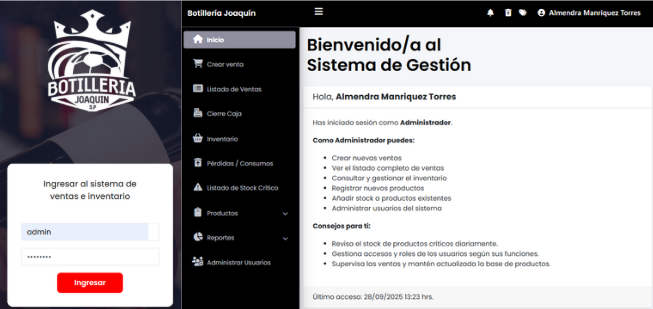 BOTILLERIA
JOAQUIN
S.P
Ingresar al sistema de
ventas e inventario
admin
••••••••
Ingresar
Botillería Joaquín
Inicio
Crear venta
Listado de Ventas
Cierre Caja
Inventario
Pérdidas / Consumos
Listado de Stock Crítico
Productos
Reportes
Administrar Usuarios
Almendra Manriquez Torres
Bienvenido/a al
Sistema de Gestión
Hola, Almendra Manriquez Torres
Has iniciado sesión como Administrador.
Como Administrador puedes:
• Crear nuevas ventas
• Ver el listado completo de ventas
• Consultar y gestionar el inventario
• Registrar nuevos productos
• Añadir stock a productos existentes
• Administrar usuarios del sistema
Consejos para ti:
• Revisa el stock de productos críticos diariamente.
• Gestiona accesos y roles de los usuarios según sus funciones.
• Supervisa las ventas y mantén actualizada la base de productos.
Último acceso: 28/09/2025 13:23 hrs.